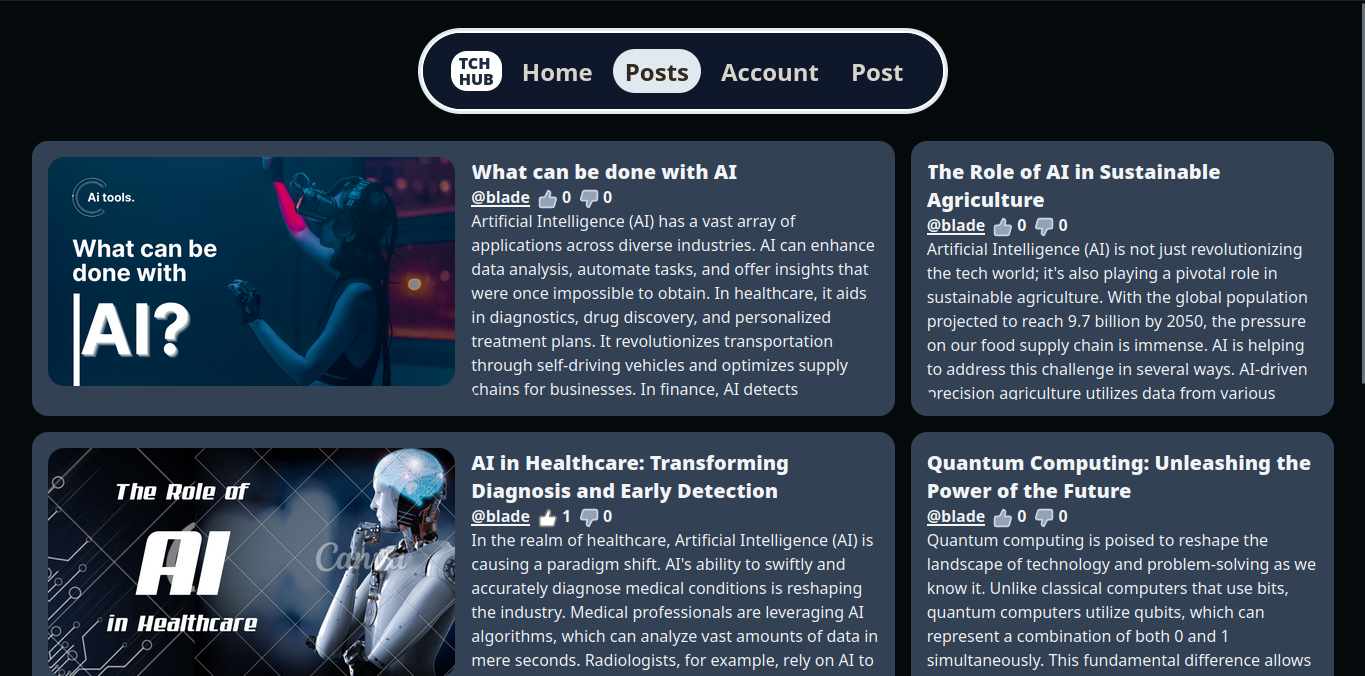 TCH
HUB
Home
Posts
Account
Post
Ai tools.
What can be
done with
AI?
What can be done with AI
@blade 0 0
Artificial Intelligence (AI) has a vast array of
applications across diverse industries. AI can enhance
data analysis, automate tasks, and offer insights that
were once impossible to obtain. In healthcare, it aids
in diagnostics, drug discovery, and personalized
treatment plans. It revolutionizes transportation
through self-driving vehicles and optimizes supply
chains for businesses. In finance, AI detects
The Role of AI in Sustainable
Agriculture
@blade 0 0
Artificial Intelligence (AI) is not just revolutionizing
the tech world; it's also playing a pivotal role in
sustainable agriculture. With the global population
projected to reach 9.7 billion by 2050, the pressure
on our food supply chain is immense. AI is helping
to address this challenge in several ways. AI-driven
precision agriculture utilizes data from various
The Role of
AI
in Healthcare
Canva
AI in Healthcare: Transforming
Diagnosis and Early Detection
@blade 1 0
In the realm of healthcare, Artificial Intelligence (AI) is
causing a paradigm shift. AI's ability to swiftly and
accurately diagnose medical conditions is reshaping
the industry. Medical professionals are leveraging AI
algorithms, which can analyze vast amounts of data in
mere seconds. Radiologists, for example, rely on AI to
Quantum Computing: Unleashing the
Power of the Future
@blade 0 0
Quantum computing is poised to reshape the
landscape of technology and problem-solving as we
know it. Unlike classical computers that use bits,
quantum computers utilize qubits, which can
represent a combination of both 0 and 1
simultaneously. This fundamental difference allows